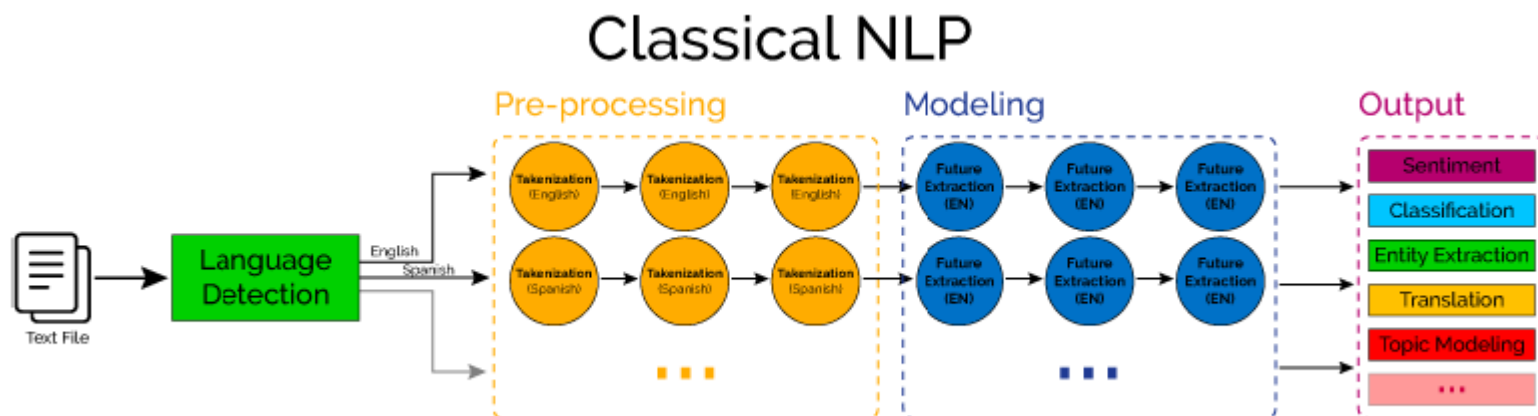 Classical NLP
Pre-processing
Modeling
Output
Text File
Language
Detection
English
Spanish
Takenization
(English)
Takenization
(English)
Takenization
(English)
Future
Extraction
(EN)
Future
Extraction
(EN)
Future
Extraction
(EN)
Takenization
(Spanish)
Takenization
(Spanish)
Takenization
(Spanish)
Future
Extraction
(EN)
Future
Extraction
(EN)
Future
Extraction
(EN)
...
...
Sentiment
Classification
Entity Extraction
Translation
Topic Modeling
...